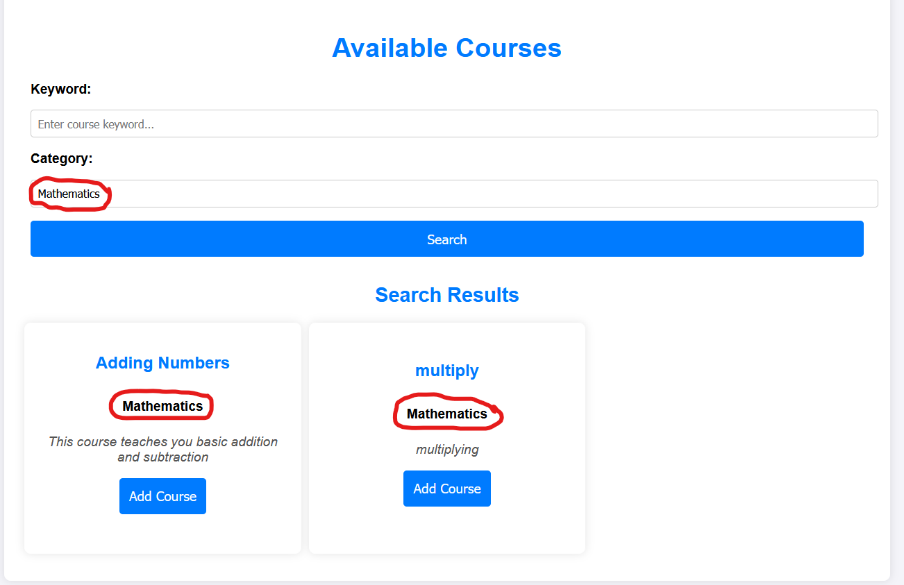 Available Courses
Keyword:
Enter course keyword...
Category:
Mathematics
Search
Search Results
Adding Numbers
Mathematics
This course teaches you basic addition
and subtraction
Add Course
multiply
Mathematics
multiplying
Add Course